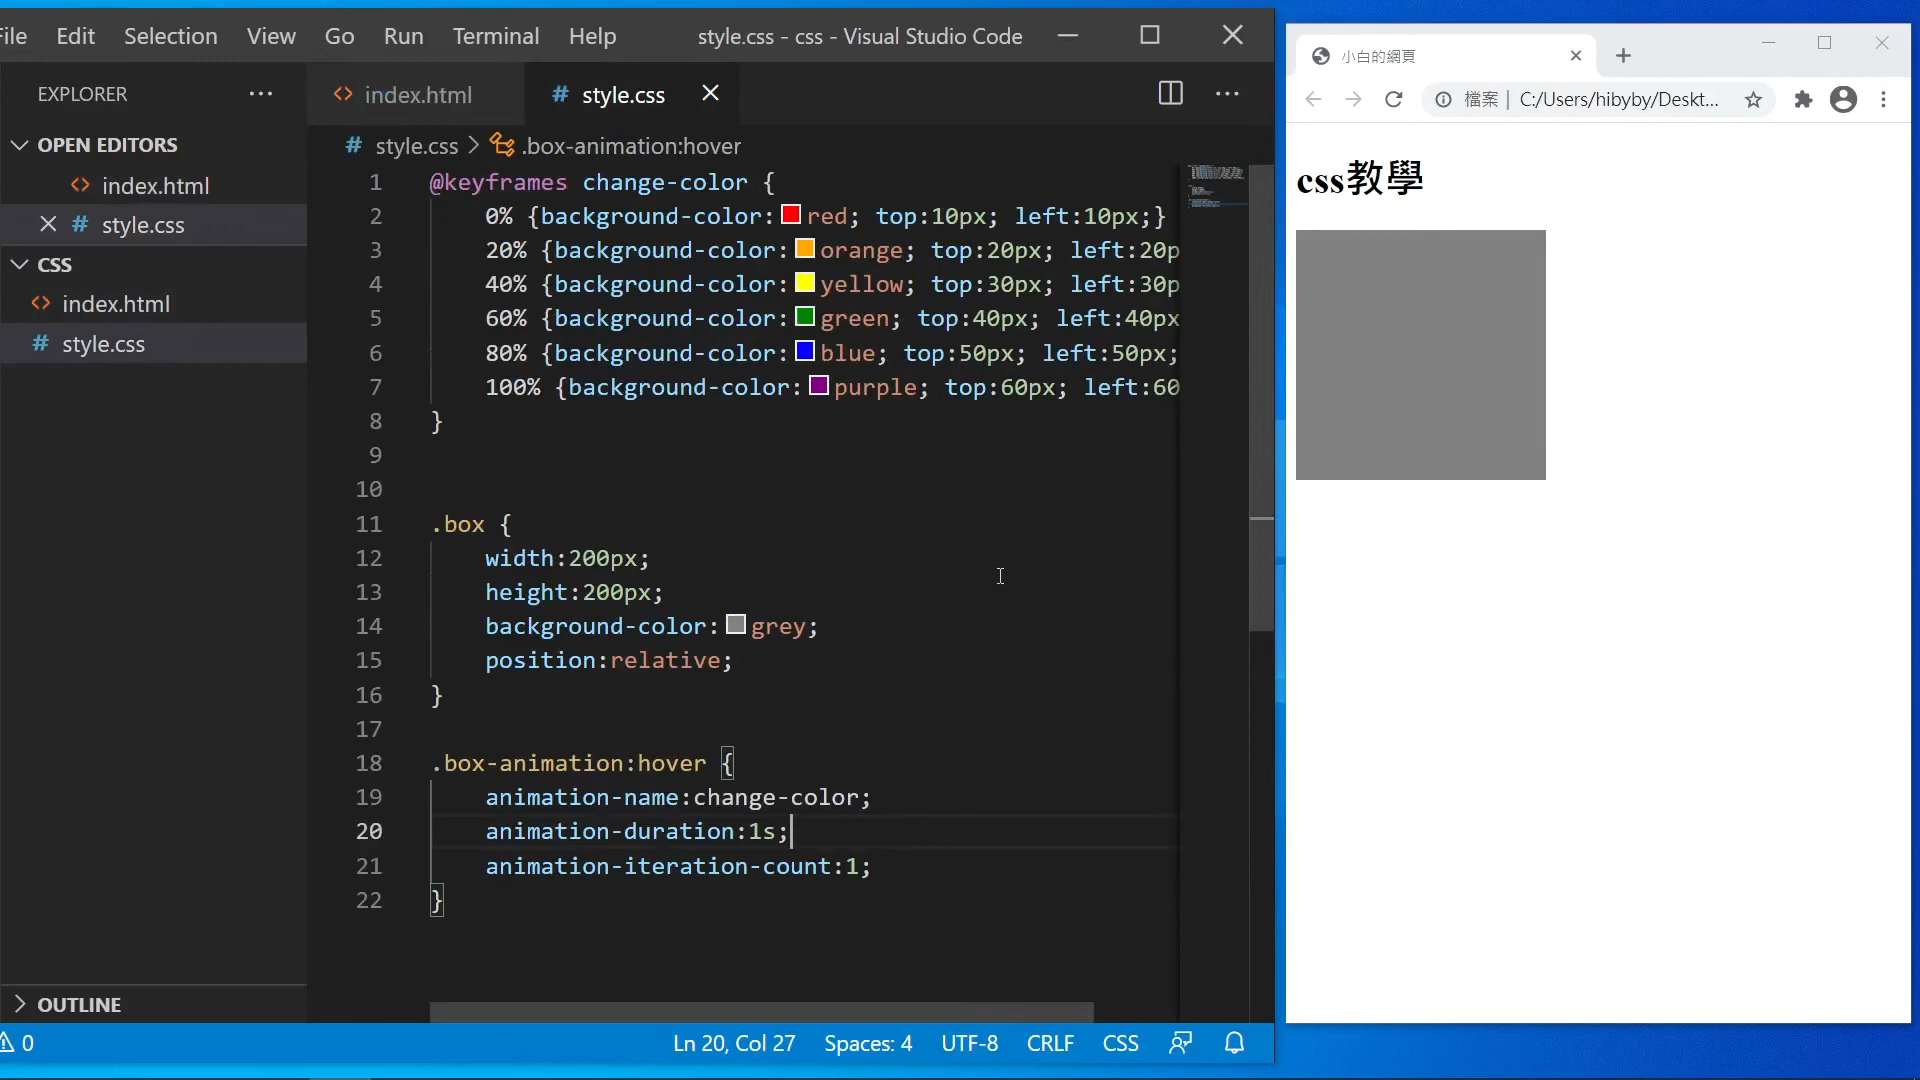 File Edit Selection View Go Run Terminal Help style.css - css - Visual Studio Code
EXPLORER
OPEN EDITORS
index.html
style.css
CSS
index.html
style.css
OUTLINE
index.html # style.css
# style.css > .box-animation:hover
1 @keyframes change-color {
2 0% {background-color:red; top:10px; left:10px;}
3 20% {background-color:orange; top:20px; left:20p
4 40% {background-color:yellow; top:30px; left:30p
5 60% {background-color:green; top:40px; left:40px
6 80% {background-color:blue; top:50px; left:50px;
7 100% {background-color:purple; top:60px; left:60
8 }
9
10
11 .box {
12 width:200px;
13 height:200px;
14 background-color:grey;
15 position:relative;
16 }
17
18 .box-animation:hover {
19 animation-name:change-color;
20 animation-duration:1s;
21 animation-iteration-count:1;
22 }
0 Ln 20, Col 27 Spaces: 4 UTF-8 CRLF CSS
小白的網頁
檔案 | C:/Users/hibyby/Deskt...
css教學